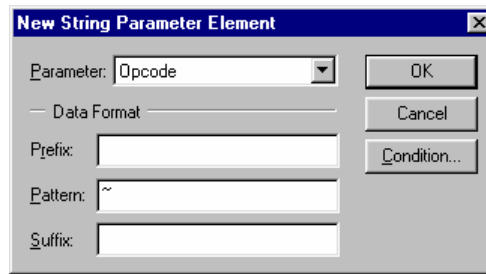 New String Parameter Element
Parameter: Opcode
OK
Data Format
Cancel
Prefix:
Condition...
Pattern: ~
Suffix: